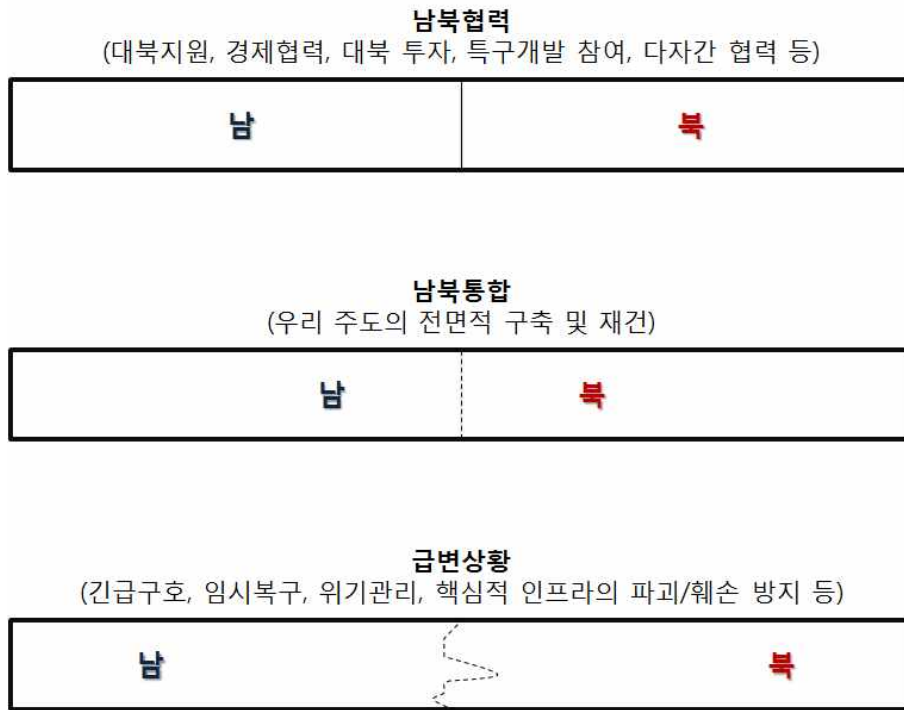 남북협력
(대북지원, 경제협력, 대북 투자, 특구개발 참여, 다자간 협력 등)
남 북
남북통합
(우리 주도의 전면적 구축 및 재건)
남 북
급변상황
(긴급구호, 임시복구, 위기관리, 핵심적 인프라의 파괴/훼손 방지 등)
남 북